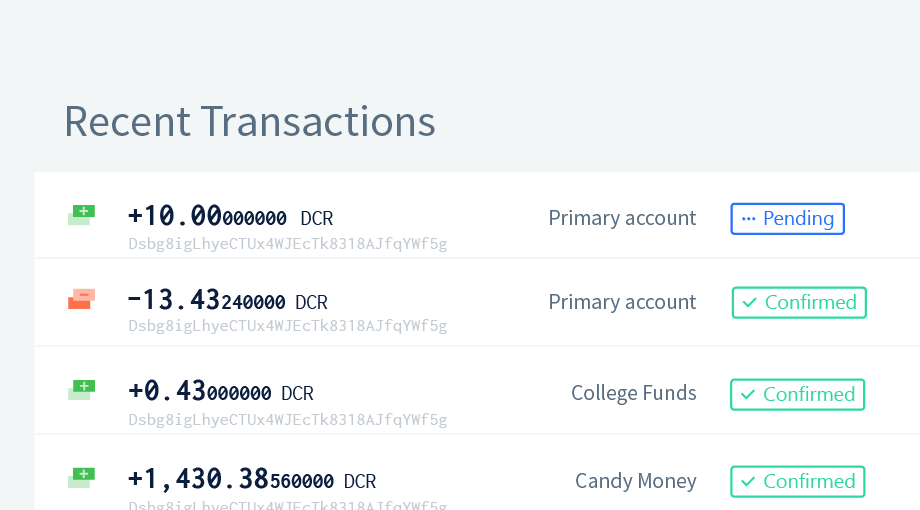 Recent Transactions
+10.00000000 DCR Primary account ··· Pending
Dsbg8igLhyeCTUx4WJEcTk8318AJfqYWf5g
−13.43240000 DCR Primary account ✓ Confirmed
Dsbg8igLhyeCTUx4WJEcTk8318AJfqYWf5g
+0.43000000 DCR College Funds ✓ Confirmed
Dsbg8igLhyeCTUx4WJEcTk8318AJfqYWf5g
+1,430.38560000 DCR Candy Money ✓ Confirmed
Dsbg8igLhyeCTUx4WJEcTk8318AJfqYWf5g